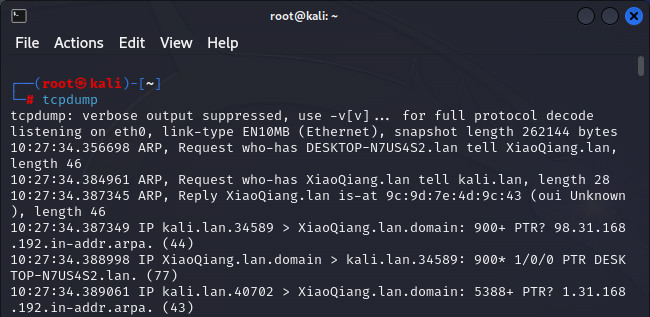 root@kali: ~
File Actions Edit View Help
┌──(root㉿kali)-[~]
└─# tcpdump
tcpdump: verbose output suppressed, use -v[v]... for full protocol decode
listening on eth0, link-type EN10MB (Ethernet), snapshot length 262144 bytes
10:27:34.356698 ARP, Request who-has DESKTOP-N7US4S2.lan tell XiaoQiang.lan,
length 46
10:27:34.384961 ARP, Request who-has XiaoQiang.lan tell kali.lan, length 28
10:27:34.387345 ARP, Reply XiaoQiang.lan is-at 9c:9d:7e:4d:9c:43 (oui Unknown
), length 46
10:27:34.387349 IP kali.lan.34589 > XiaoQiang.lan.domain: 900+ PTR? 98.31.168
.192.in-addr.arpa. (44)
10:27:34.388998 IP XiaoQiang.lan.domain > kali.lan.34589: 900* 1/0/0 PTR DESK
TOP-N7US4S2.lan. (77)
10:27:34.389061 IP kali.lan.40702 > XiaoQiang.lan.domain: 5388+ PTR? 1.31.168
.192.in-addr.arpa. (43)